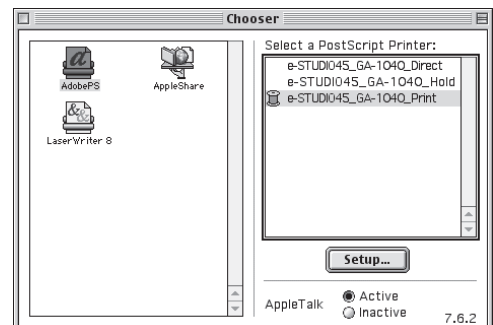 Chooser
AdobePS
AppleShare
LaserWriter 8
Select a PostScript Printer:
e-STUDIO45_GA-1040_Direct
e-STUDIO45_GA-1040_Hold
e-STUDIO45_GA-1040_Print
Setup...
AppleTalk
Active
Inactive
7.6.2